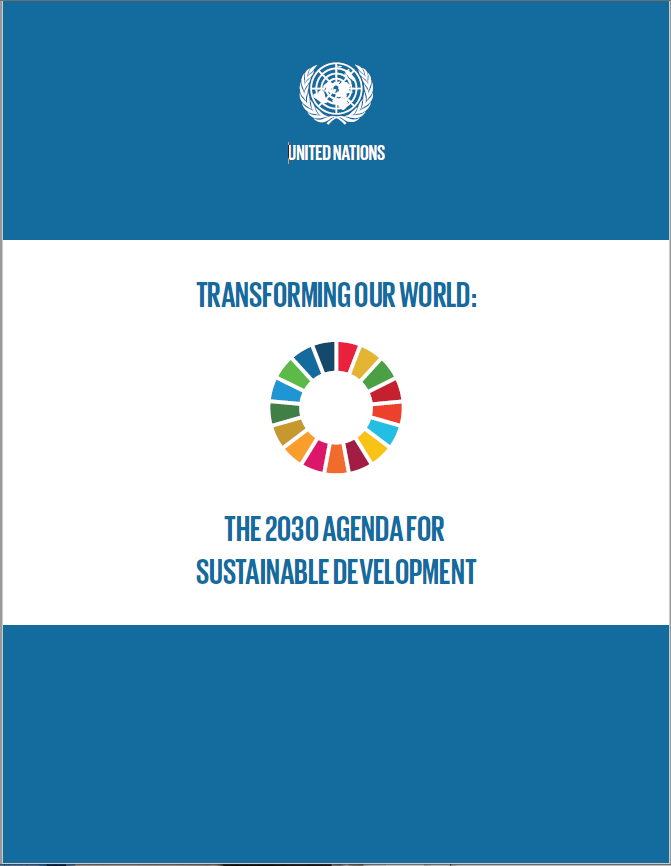 UNITED NATIONS
TRANSFORMING OUR WORLD:
THE 2030 AGENDA FOR
SUSTAINABLE DEVELOPMENT